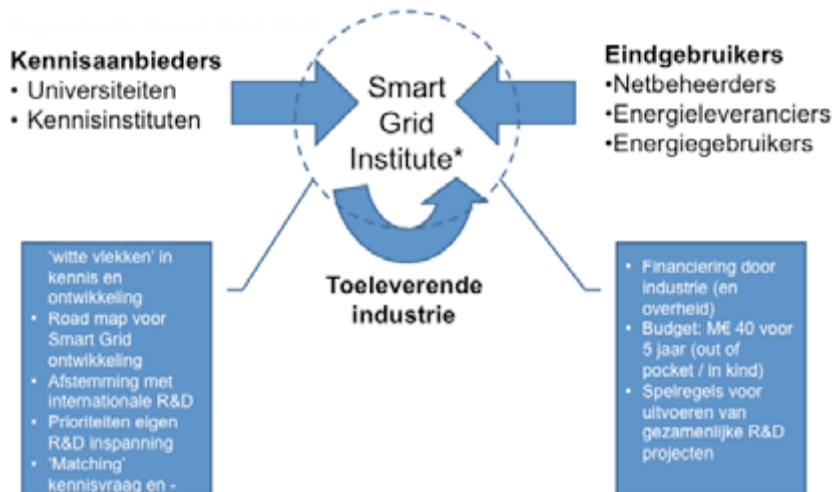 Kennisaanbieders
• Universiteiten
• Kennisinstituten
Smart
Grid
Institute*
Eindgebruikers
•Netbeheerders
•Energieleveranciers
•Energiegebruikers
Toeleverende
industrie
'witte vlekken' in
kennis en
ontwikkeling
• Road map voor
Smart Grid
ontwikkeling
• Afstemming met
internationale R&D
• Prioriteiten eigen
R&D inspanning
• 'Matching'
kennisvraag en -
• Financiering door
industrie (en
overheid)
• Budget: M€ 40 voor
5 jaar (out of
pocket / in kind)
• Spelregels voor
uitvoeren van
gezamenlijke R&D
projecten